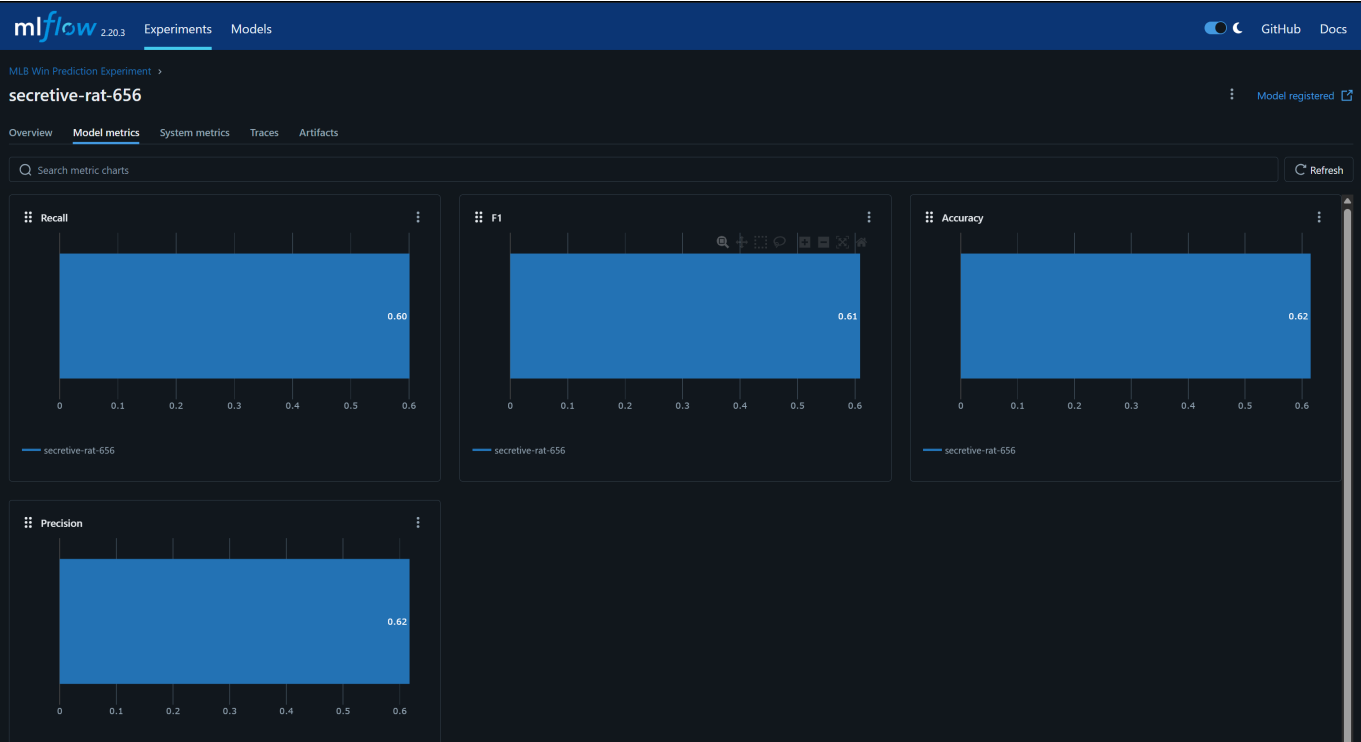 mlflow 2.20.3 Experiments Models GitHub Docs
MLB Win Prediction Experiment >
secretive-rat-656 Model registered
Overview Model metrics System metrics Traces Artifacts
Search metric charts Refresh
Recall
0.60
0 0.1 0.2 0.3 0.4 0.5 0.6
secretive-rat-656
F1
0.61
0 0.1 0.2 0.3 0.4 0.5 0.6
secretive-rat-656
Accuracy
0.62
0 0.1 0.2 0.3 0.4 0.5 0.6
secretive-rat-656
Precision
0.62
0 0.1 0.2 0.3 0.4 0.5 0.6